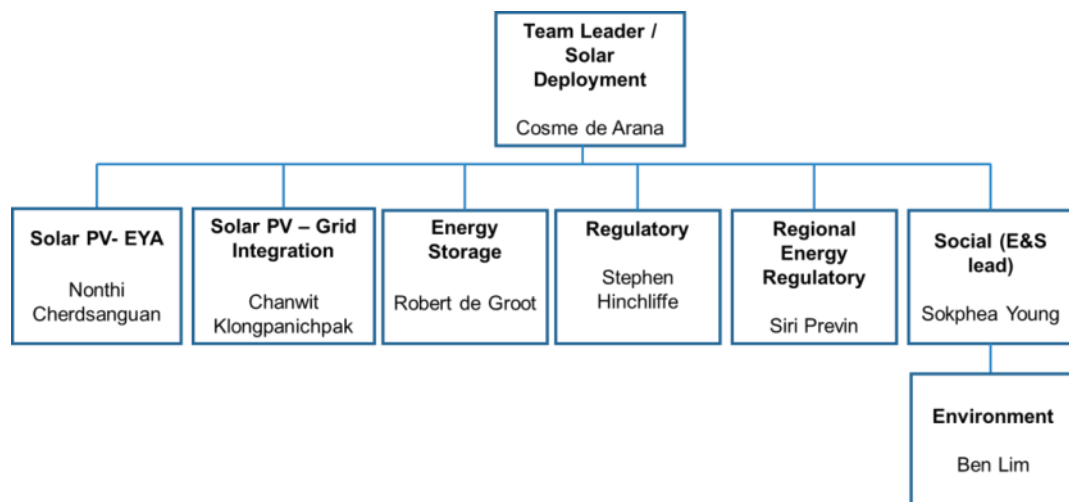 Team Leader /
Solar
Deployment
Cosme de Arana
Solar PV- EYA
Nonthi
Cherdsanguan
Solar PV – Grid
Integration
Chanwit
Klongpanichpak
Energy
Storage
Robert de Groot
Regulatory
Stephen
Hinchliffe
Regional
Energy
Regulatory
Siri Previn
Social (E&S
lead)
Sokphea Young
Environment
Ben Lim